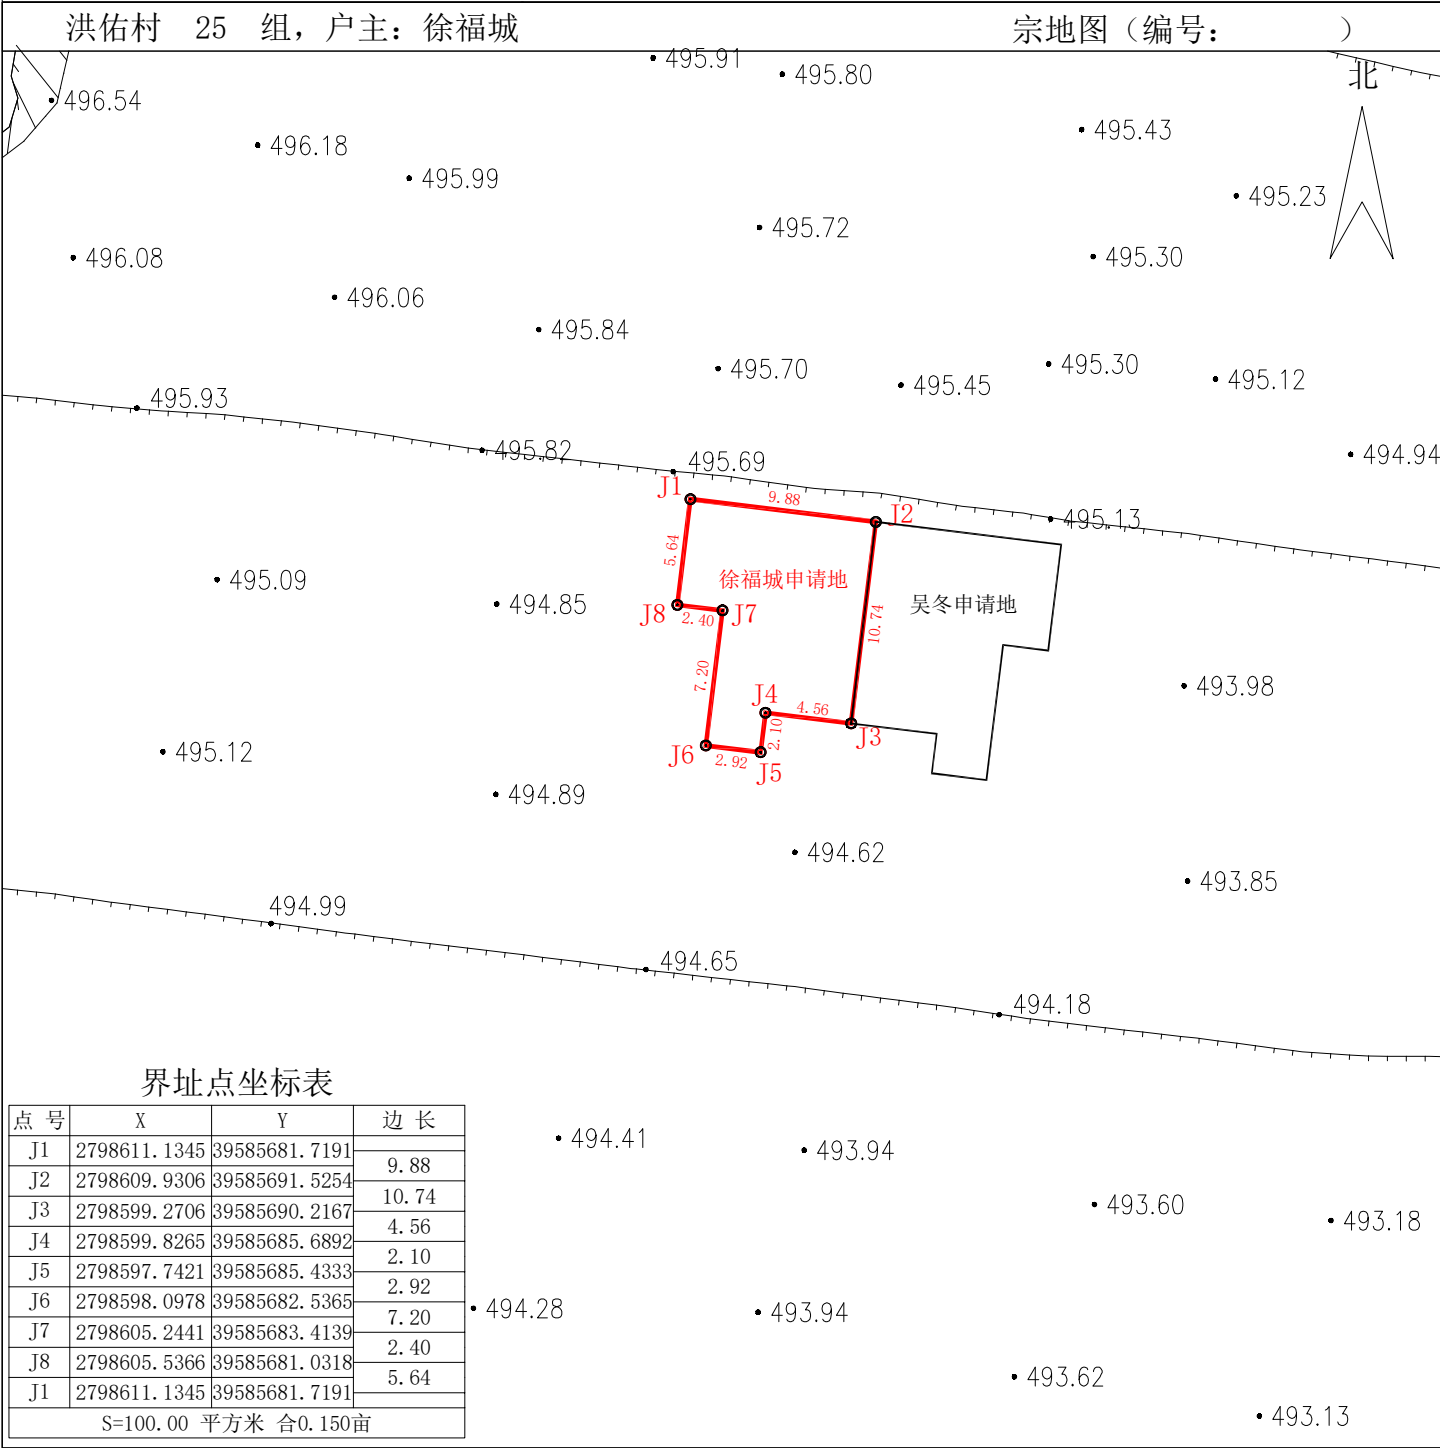 洪佑村 25 组，户主：徐福城 宗地图（编号： ）
北
495.91
495.80
496.54
495.43
496.18
495.99
495.23
495.72
496.08
495.30
496.06
495.84
495.70
495.30
495.45
495.12
495.93
495.82
495.69
494.94
J1
9.88
J2
495.13
5.64
495.09
徐福城申请地
494.85
吴冬申请地
J8
2.40
J7
10.74
7.20
493.98
J4
4.56
2.10
J3
495.12
J6
2.92
J5
494.89
494.62
493.85
494.99
494.65
494.18
界址点坐标表
点 号 X Y 边 长
J1 2798611.1345 39585681.7191
9.88
J2 2798609.9306 39585691.5254
10.74
J3 2798599.2706 39585690.2167
4.56
J4 2798599.8265 39585685.6892
2.10
J5 2798597.7421 39585685.4333
2.92
J6 2798598.0978 39585682.5365
7.20
J7 2798605.2441 39585683.4139
2.40
J8 2798605.5366 39585681.0318
5.64
J1 2798611.1345 39585681.7191
S=100.00 平方米 合0.150亩
494.41
493.94
493.60
493.18
494.28
493.94
493.62
493.13